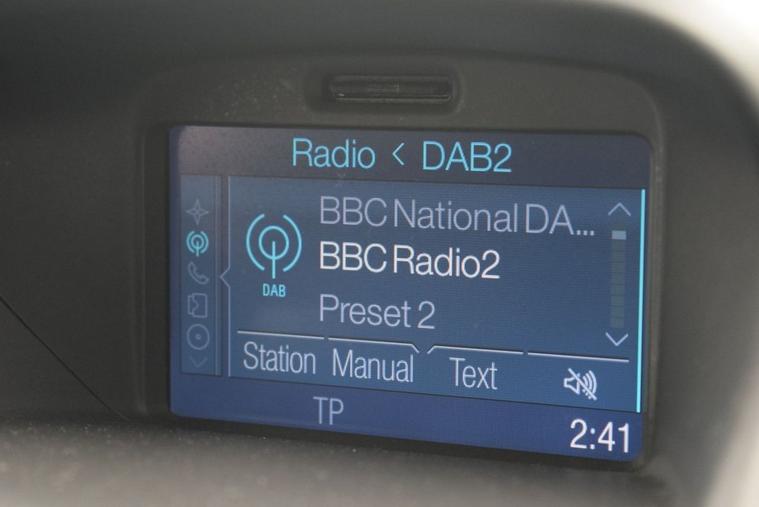 Radio < DAB2
BBC National DA...
BBC Radio2
DAB
Preset 2
Station Manual Text
TP
2:41